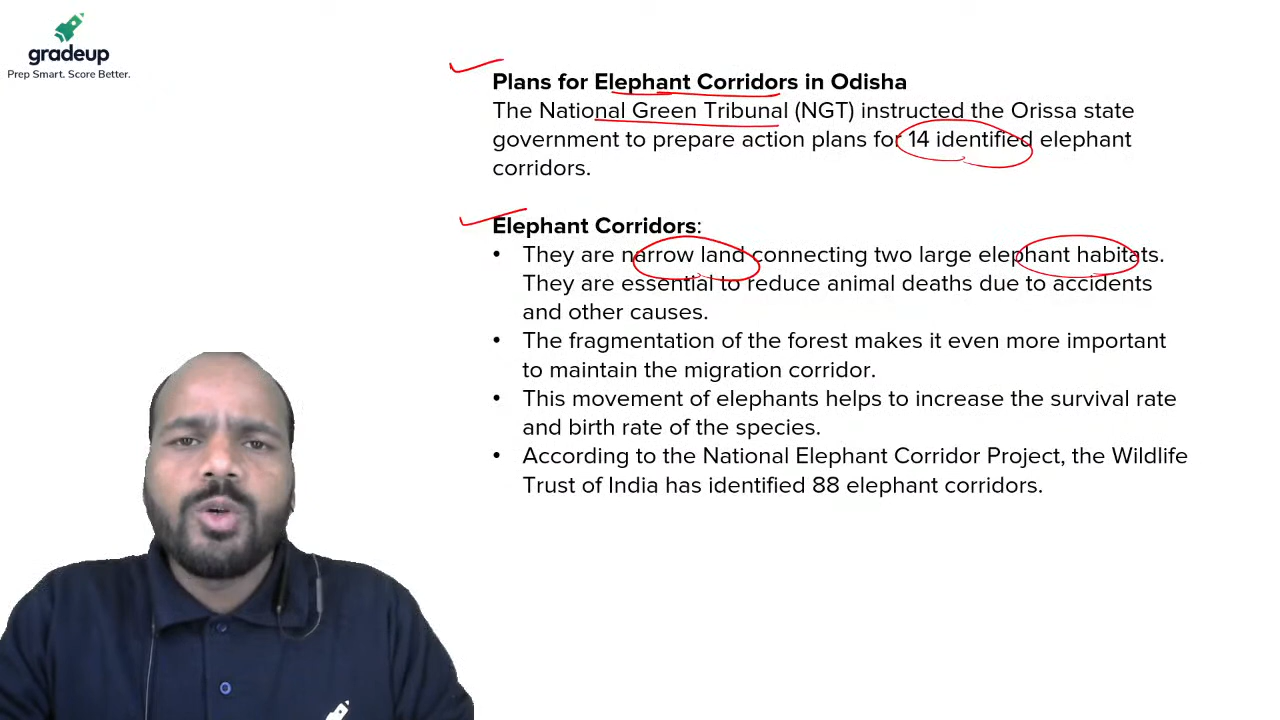 gradeup
Prep Smart. Score Better.
Plans for Elephant Corridors in Odisha
The National Green Tribunal (NGT) instructed the Orissa state
government to prepare action plans for 14 identified elephant
corridors.
Elephant Corridors:
• They are narrow land connecting two large elephant habitats.
They are essential to reduce animal deaths due to accidents
and other causes.
• The fragmentation of the forest makes it even more important
to maintain the migration corridor.
• This movement of elephants helps to increase the survival rate
and birth rate of the species.
• According to the National Elephant Corridor Project, the Wildlife
Trust of India has identified 88 elephant corridors.